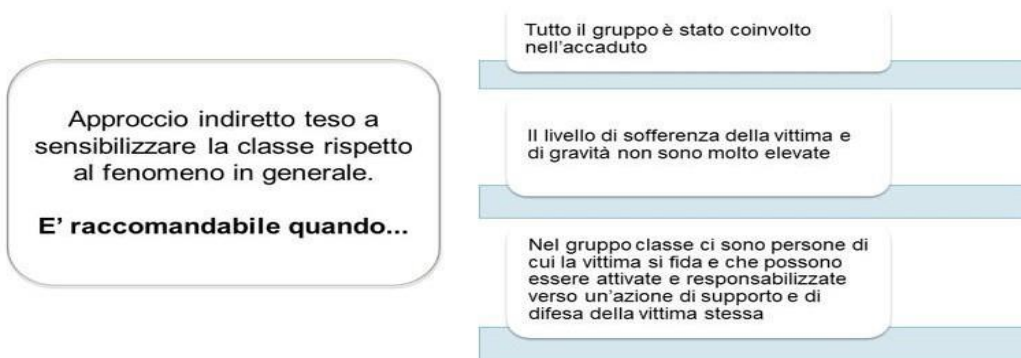 Approccio indiretto teso a
sensibilizzare la classe rispetto
al fenomeno in generale.
E' raccomandabile quando...
Tutto il gruppo è stato coinvolto
nell'accaduto
Il livello di sofferenza della vittima e
di gravità non sono molto elevate
Nel gruppo classe ci sono persone di
cui la vittima si fida e che possono
essere attivate e responsabilizzate
verso un'azione di supporto e di
difesa della vittima stessa